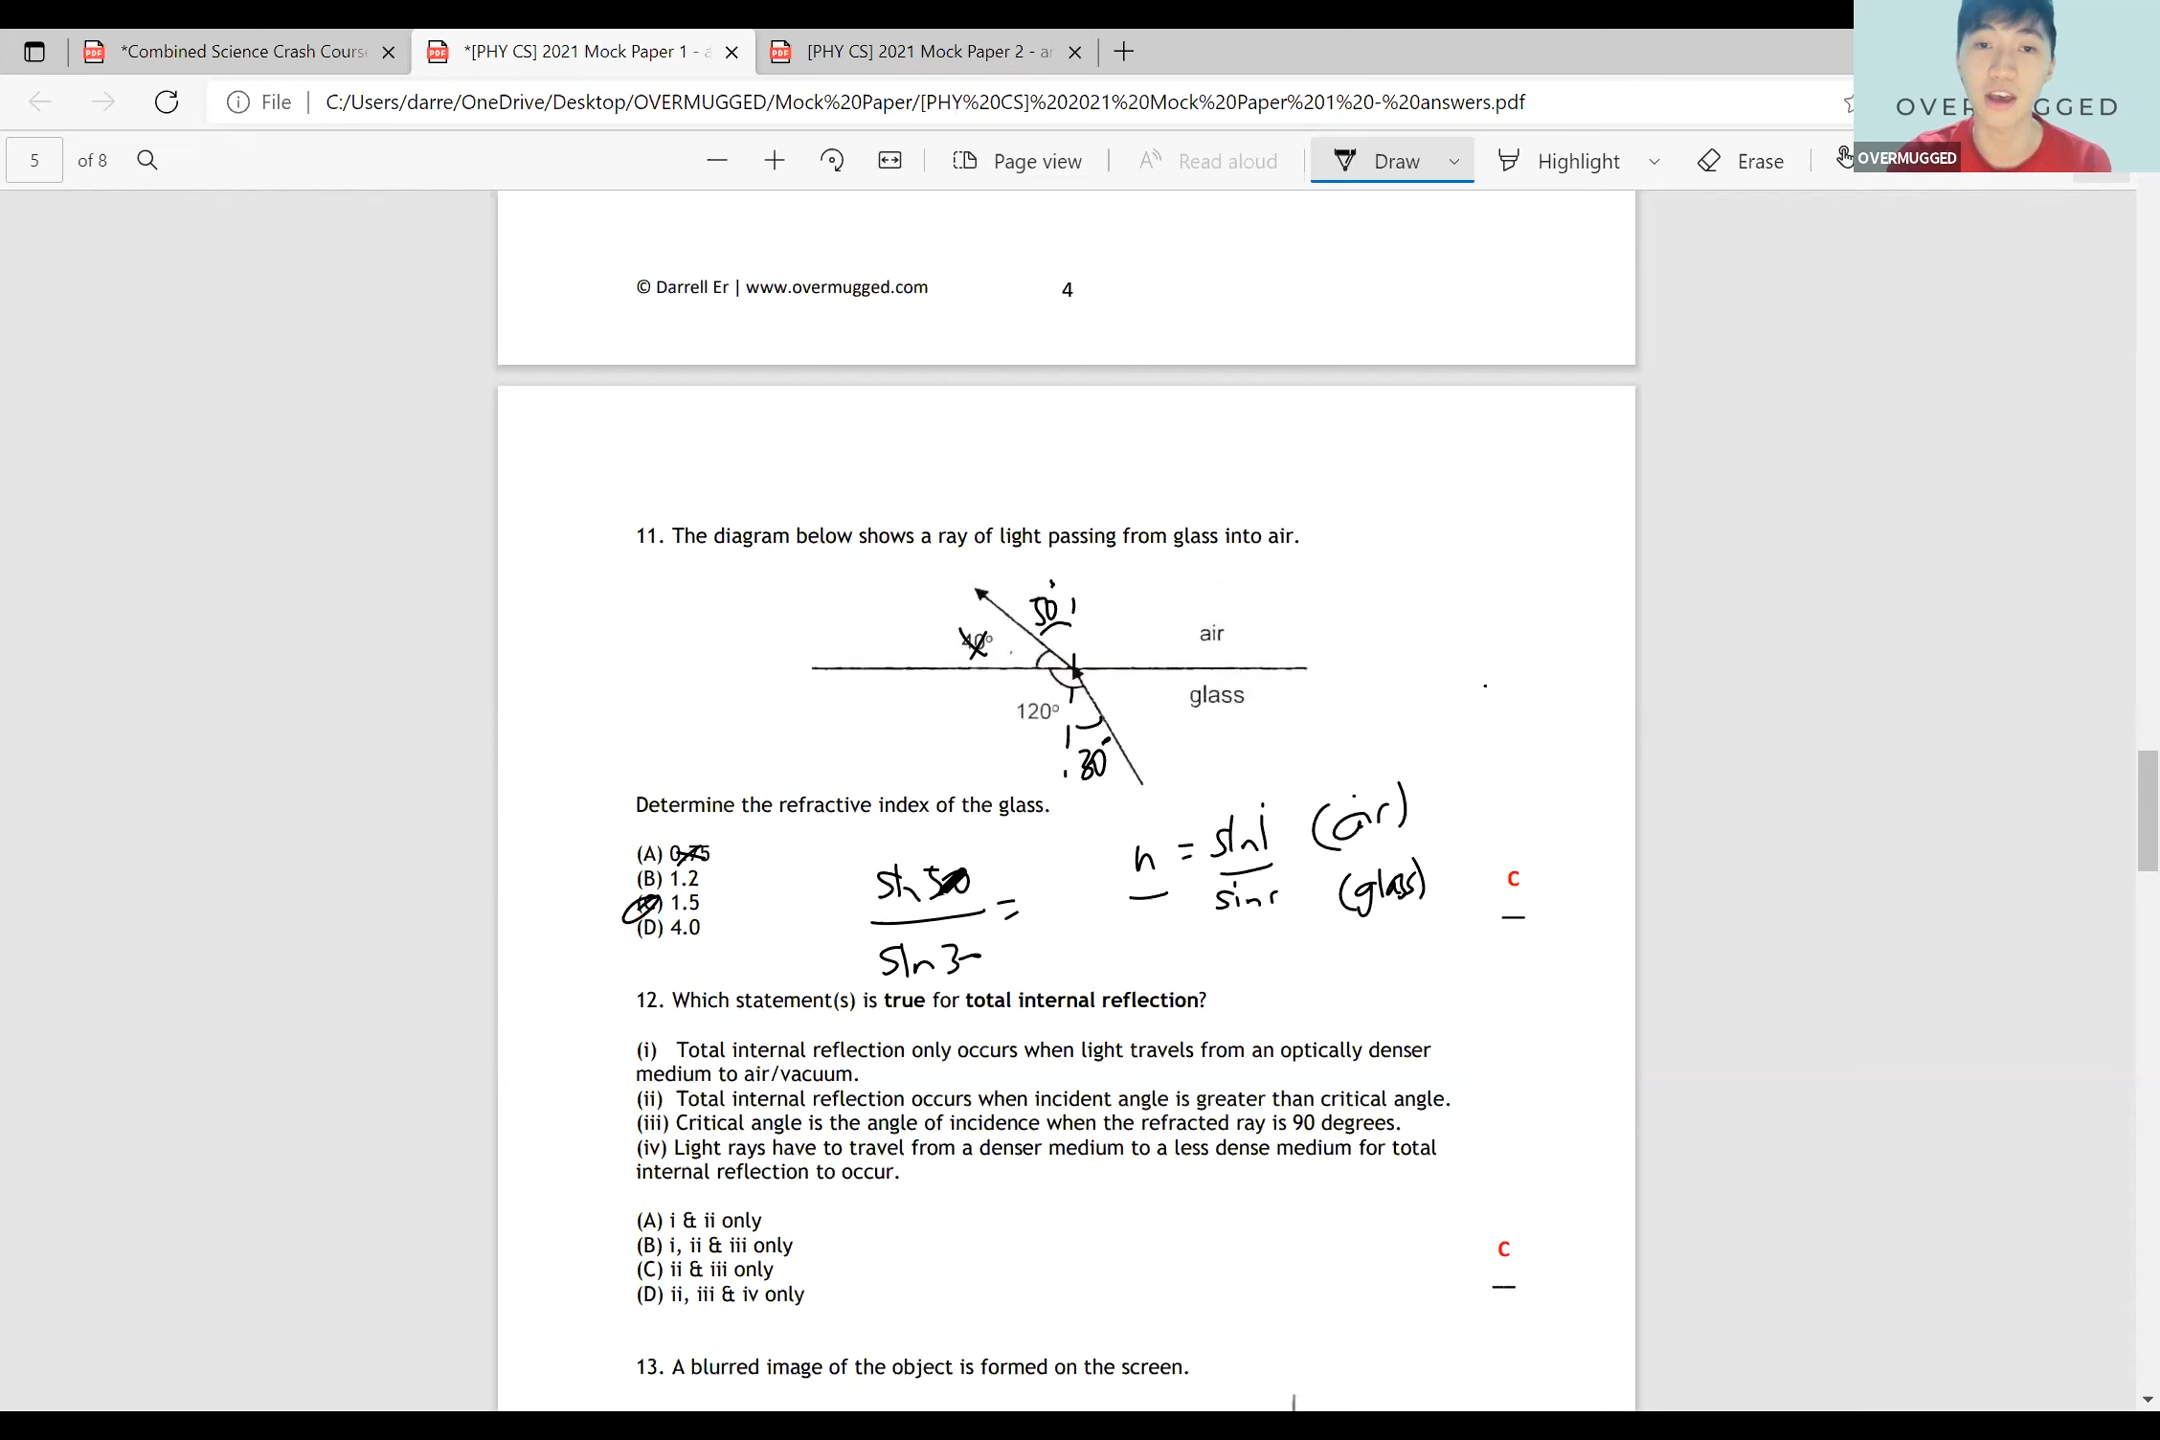 *Combined Science Crash Cours
*[PHY CS] 2021 Mock Paper 1 - a
[PHY CS] 2021 Mock Paper 2 - a
File
C:/Users/darre/OneDrive/Desktop/OVERMUGGED/Mock%20Paper/[PHY%20CS]%202021%20Mock%20Paper%201%20-%20answers.pdf
OVERMUGGED
OVERMUGGED
5 of 8
Page view
Read aloud
Draw
Highlight
Erase
© Darrell Er | www.overmugged.com
4
11. The diagram below shows a ray of light passing from glass into air.
50
air
glass
120°
30°
Determine the refractive index of the glass.
(A) 0.75
(B) 1.2
1.5
(D) 4.0
sin 50
sin 3
=
n = sin i (air)
sin r (glass)
C
12. Which statement(s) is true for total internal reflection?
(i) Total internal reflection only occurs when light travels from an optically denser
medium to air/vacuum.
(ii) Total internal reflection occurs when incident angle is greater than critical angle.
(iii) Critical angle is the angle of incidence when the refracted ray is 90 degrees.
(iv) Light rays have to travel from a denser medium to a less dense medium for total
internal reflection to occur.
(A) i & ii only
(B) i, ii & iii only
(C) ii & iii only
(D) ii, iii & iv only
C
13. A blurred image of the object is formed on the screen.